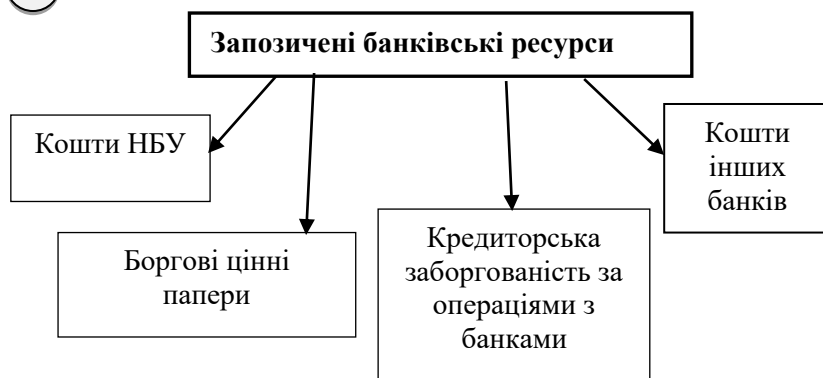 Запозичені банківські ресурси
Кошти НБУ
Боргові цінні
папери
Кредиторська
заборгованість за
операціями з
банками
Кошти
інших
банків